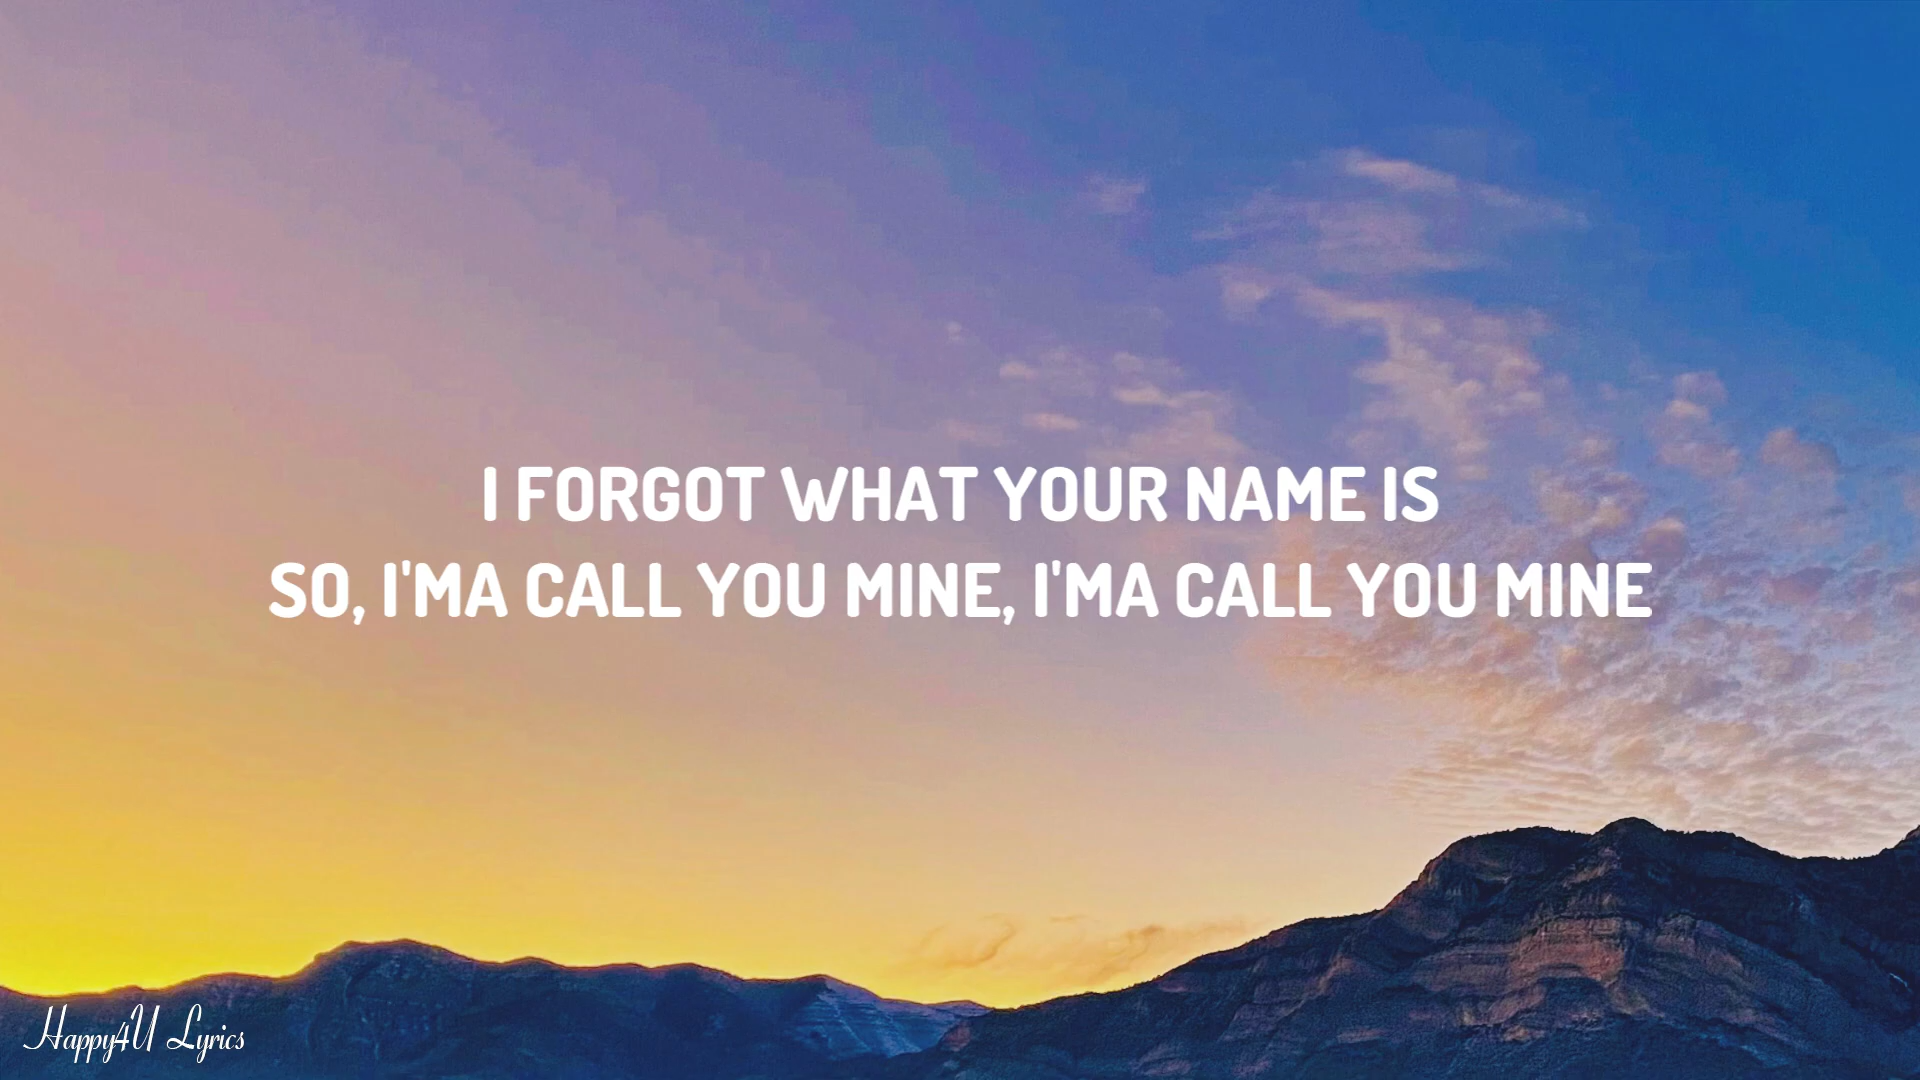 I FORGOT WHAT YOUR NAME IS
SO, I'MA CALL YOU MINE, I'MA CALL YOU MINE
Happy4U Lyrics